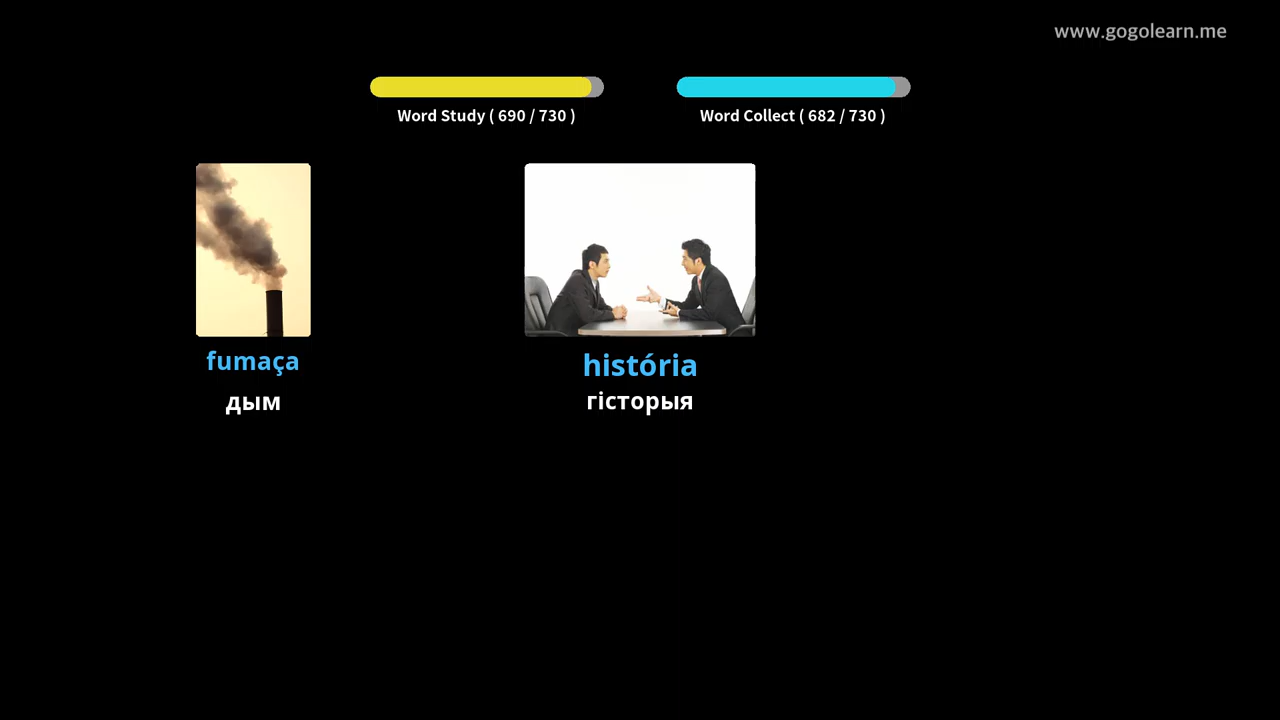 www.gogolearn.me
Word Study ( 690 / 730 )
Word Collect ( 682 / 730 )
fumaça
дым
história
гісторыя